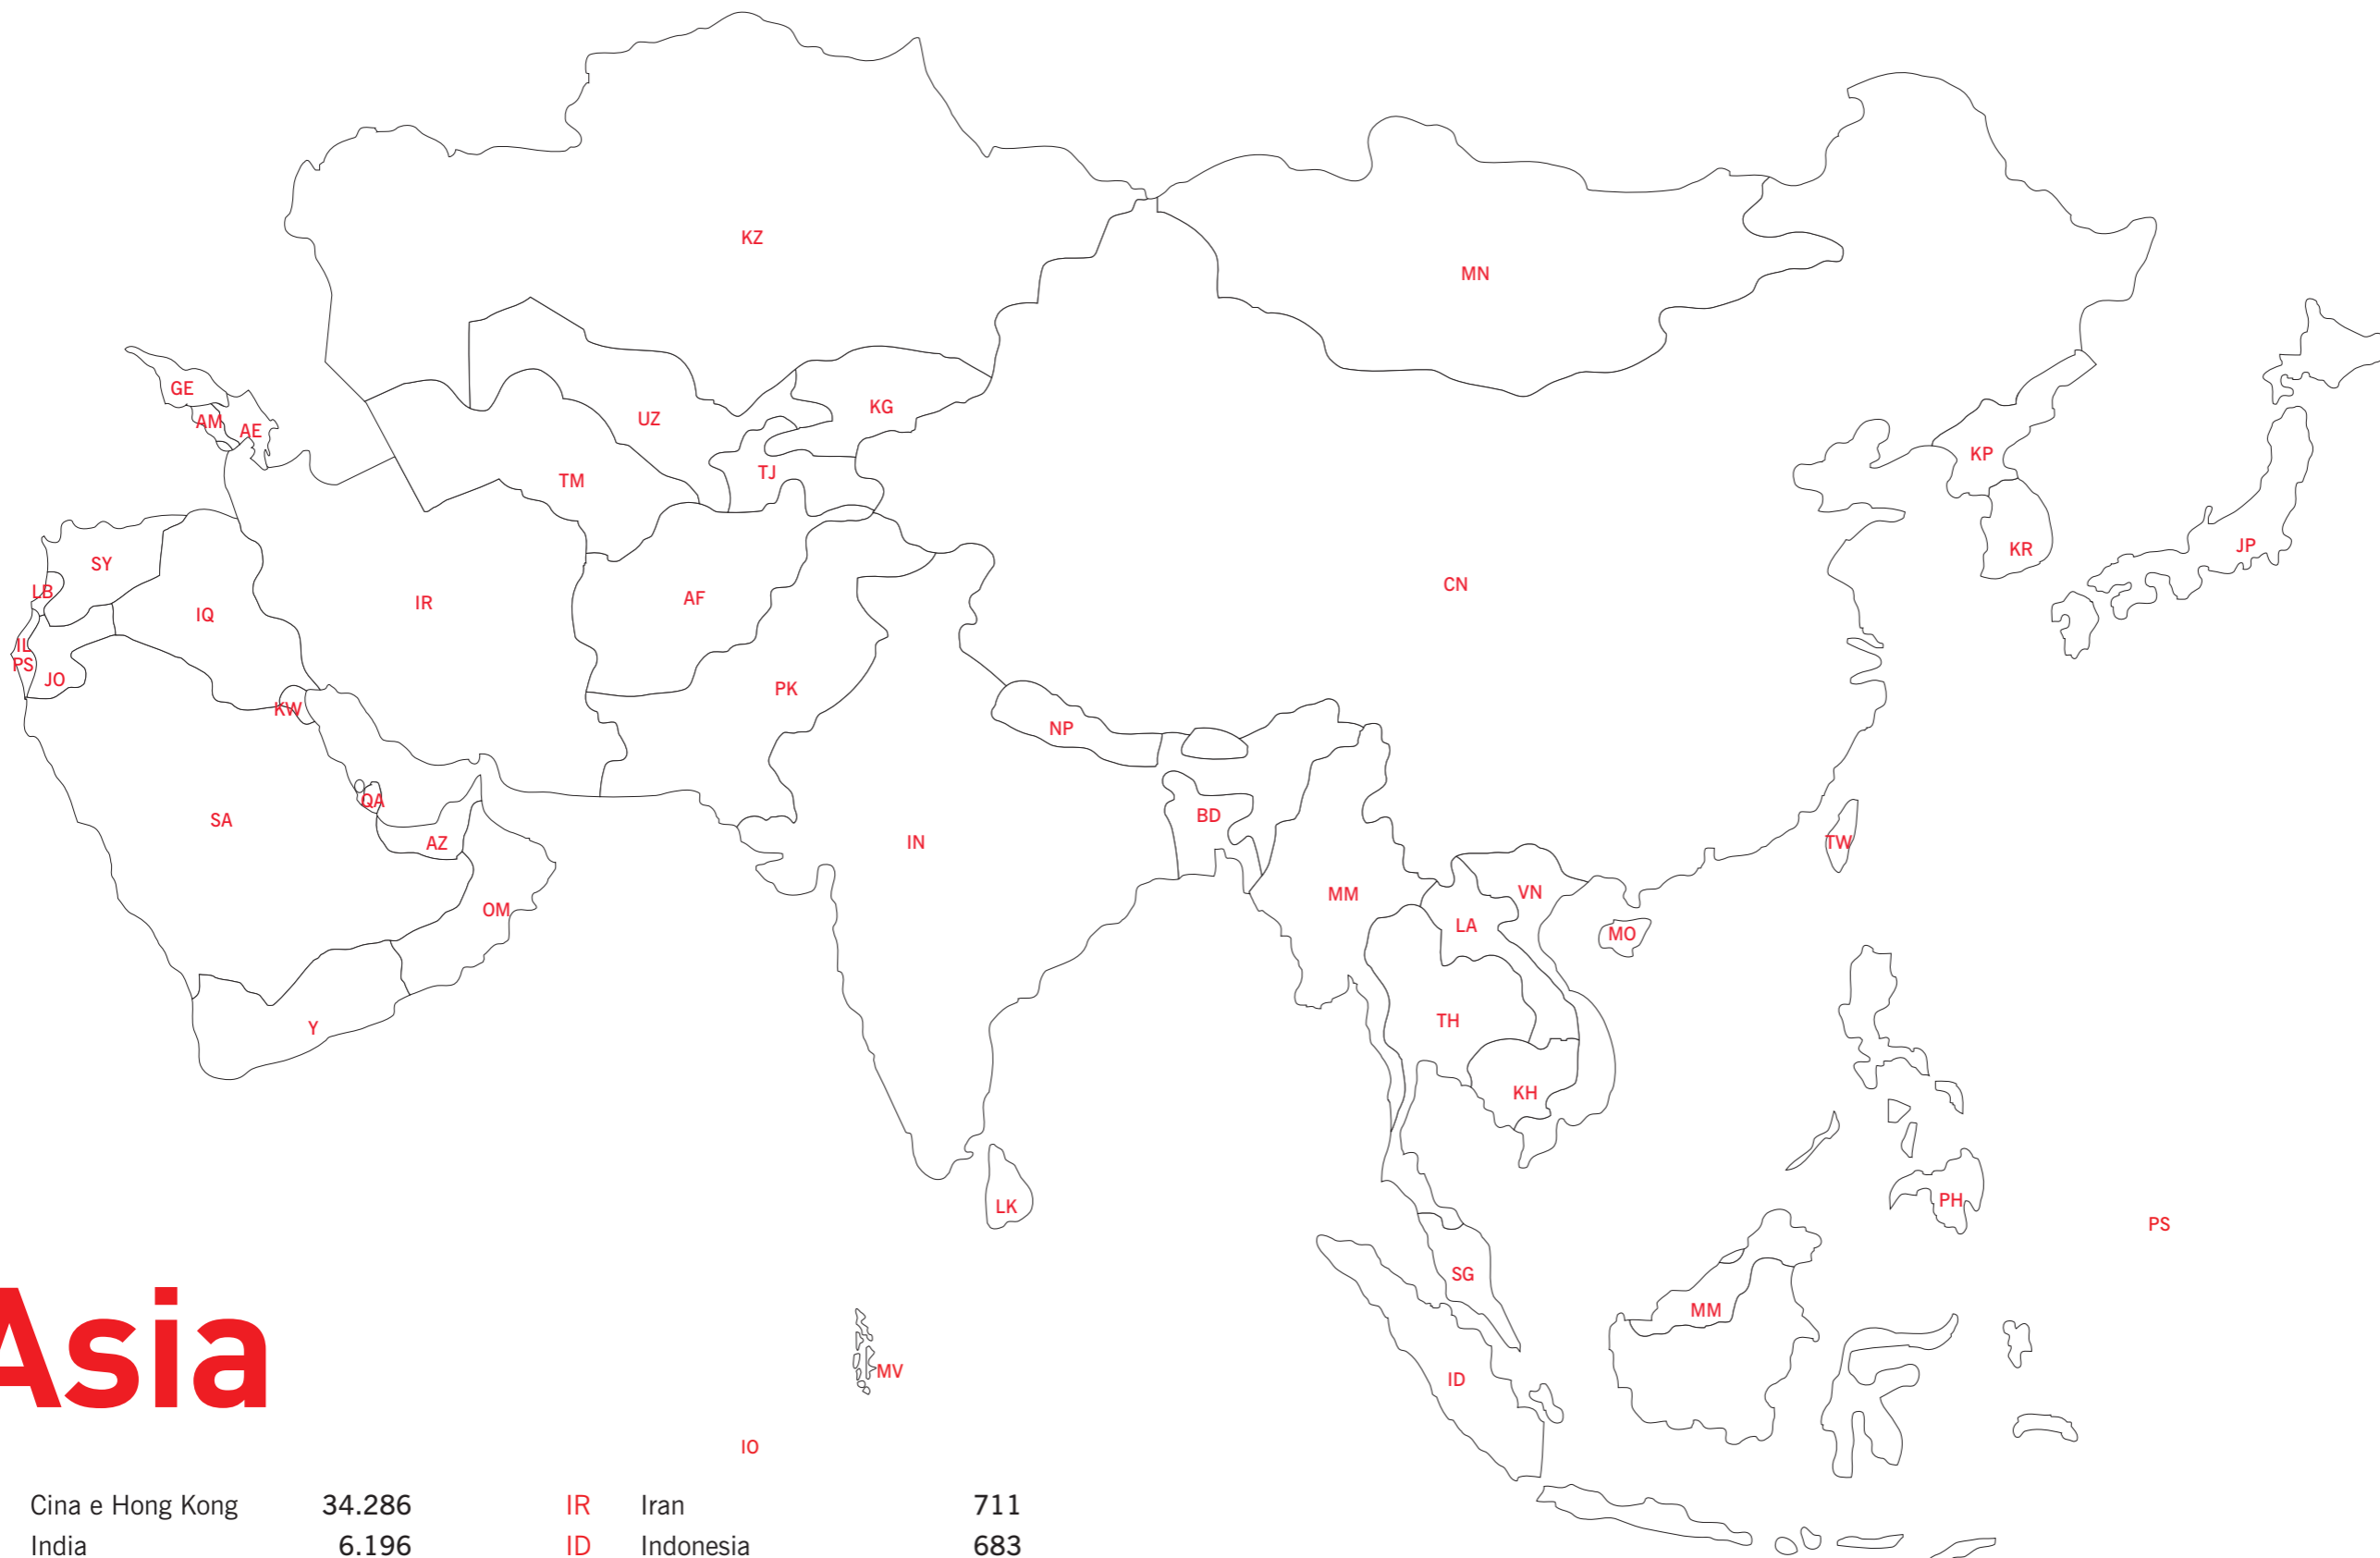 KZ
MN
GE
AM
AE
UZ
KG
TM
TJ
KP
KR
JP
SY
LB
IQ
IR
AF
CN
IL
PS
JO
KW
PK
NP
QA
SA
AZ
IN
BD
TW
OM
MM
VN
LA
MO
Y
TH
KH
LK
PH
PS
SG
MM
MV
ID
IO
Asia
Cina e Hong Kong 34.286 IR Iran 711
India 6.196 ID Indonesia 683